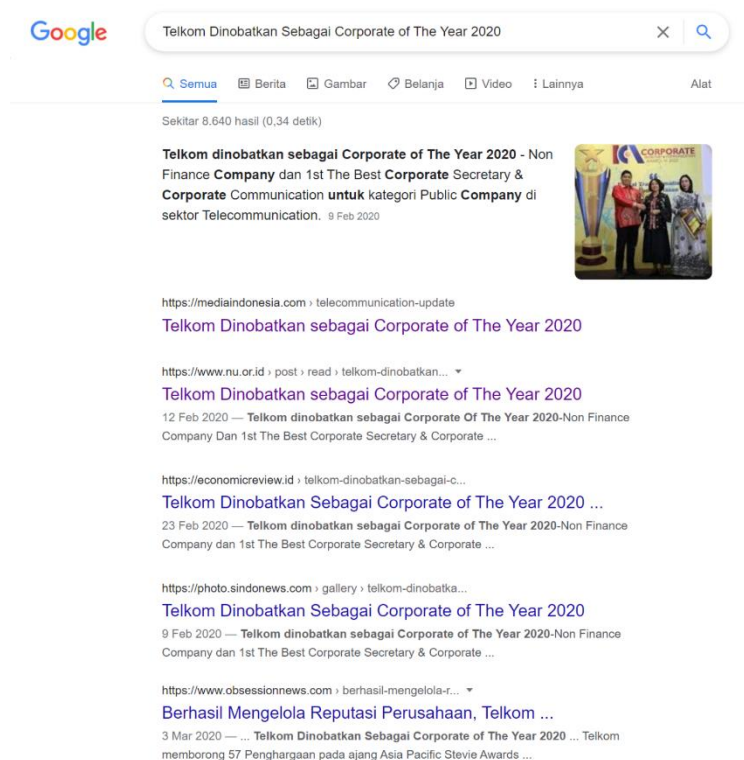 Google
Telkom Dinobatkan Sebagai Corporate of The Year 2020
Semua Berita Gambar Belanja Video Lainnya Alat
Sekitar 8.640 hasil (0,34 detik)
Telkom dinobatkan sebagai Corporate of The Year 2020 - Non
Finance Company dan 1st The Best Corporate Secretary &
Corporate Communication untuk kategori Public Company di
sektor Telecommunication. 9 Feb 2020
CORPORATE
https://mediaindonesia.com › telecommunication-update
Telkom Dinobatkan sebagai Corporate of The Year 2020
https://www.nu.or.id › post › read › telkom-dinobatkan...
Telkom Dinobatkan sebagai Corporate of The Year 2020
12 Feb 2020 — Telkom dinobatkan sebagai Corporate Of The Year 2020-Non Finance
Company Dan 1st The Best Corporate Secretary & Corporate ...
https://economicreview.id › telkom-dinobatkan-sebagai-c...
Telkom Dinobatkan Sebagai Corporate of The Year 2020 ...
23 Feb 2020 — Telkom dinobatkan sebagai Corporate of The Year 2020-Non Finance
Company dan 1st The Best Corporate Secretary & Corporate ...
https://photo.sindonews.com › gallery › telkom-dinobatka...
Telkom Dinobatkan Sebagai Corporate of The Year 2020
9 Feb 2020 — Telkom dinobatkan sebagai Corporate of The Year 2020-Non Finance
Company dan 1st The Best Corporate Secretary & Corporate ...
https://www.obsessionnews.com › berhasil-mengelola-r...
Berhasil Mengelola Reputasi Perusahaan, Telkom ...
3 Mar 2020 — ... Telkom Dinobatkan Sebagai Corporate of The Year 2020 ... Telkom
memborong 57 Penghargaan pada ajang Asia Pacific Stevie Awards ...